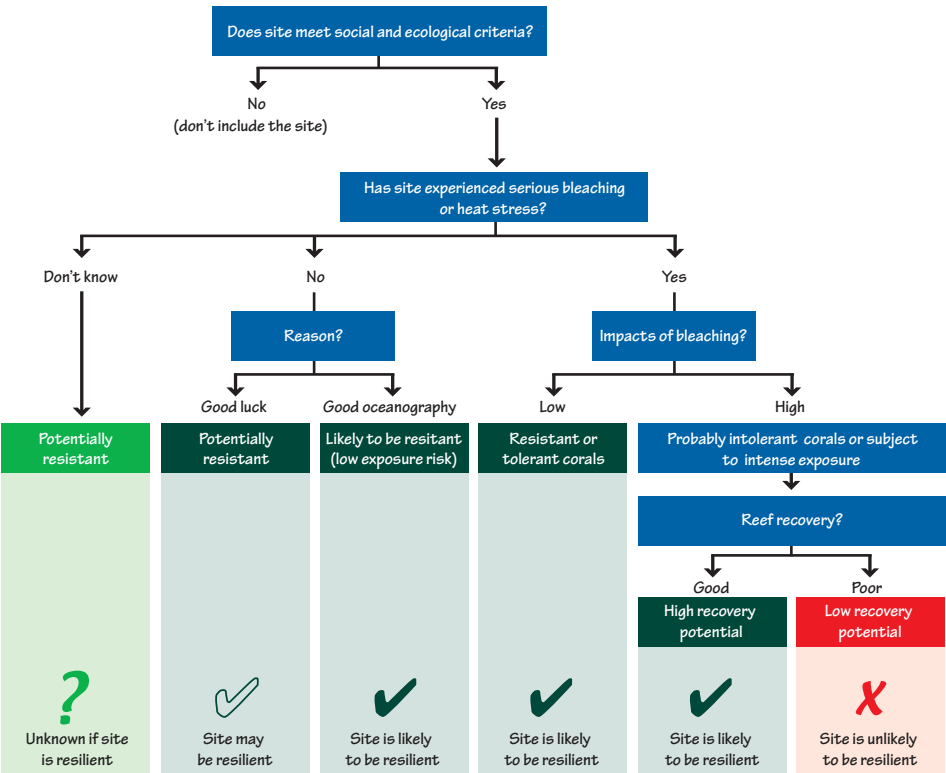 Does site meet social and ecological criteria?
No
(don't include the site)
Yes
Has site experienced serious bleaching
or heat stress?
Don't know
No
Yes
Reason?
Impacts of bleaching?
Good luck
Good oceanography
Low
High
Potentially
resistant
Potentially
resistant
Likely to be resitant
(low exposure risk)
Resistant or
tolerant corals
Probably intolerant corals or subject
to intense exposure
Reef recovery?
Good
Poor
High recovery
potential
Low recovery
potential
?
Unknown if site
is resilient
Site may
be resilient
Site is likely
to be resilient
Site is likely
to be resilient
Site is likely
to be resilient
Site is unlikely
to be resilient